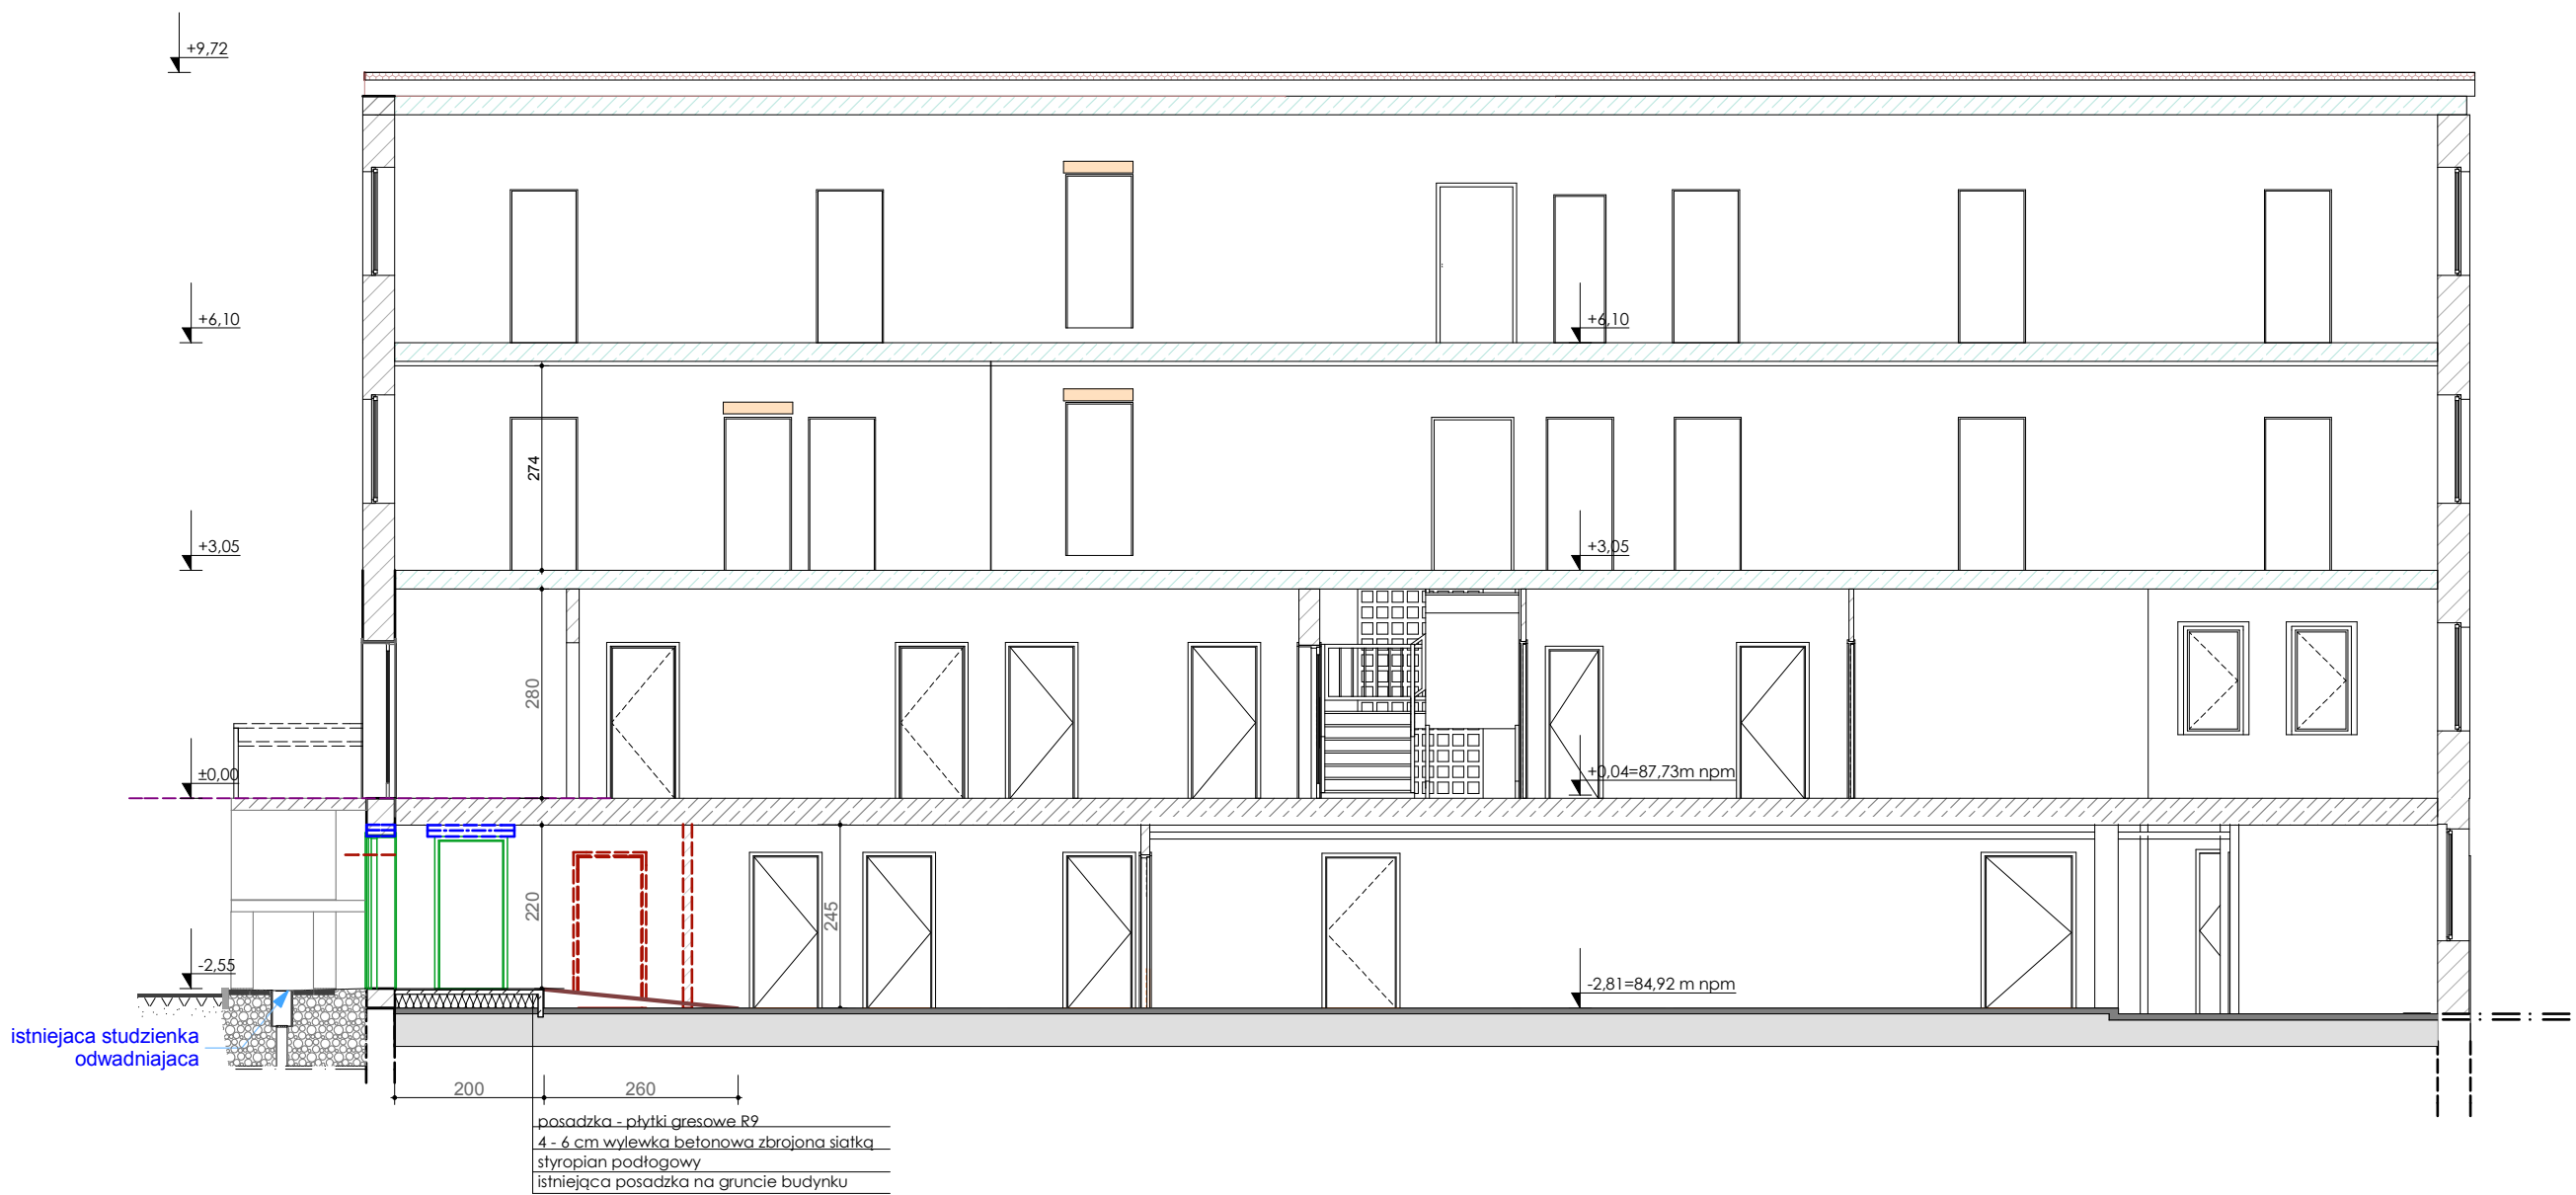 +9,72
+6,10
+6,10
274
+3,05
+3,05
280
±0,00
+0,04=87,73m npm
220
245
-2,55
-2,81=84,92 m npm
istniejaca studzienka
odwadniajaca
200
260
posadzka - płytki gresowe R9
4 - 6 cm wylewka betonowa zbrojona siatką
styropian podłogowy
istniejąca posadzka na gruncie budynku